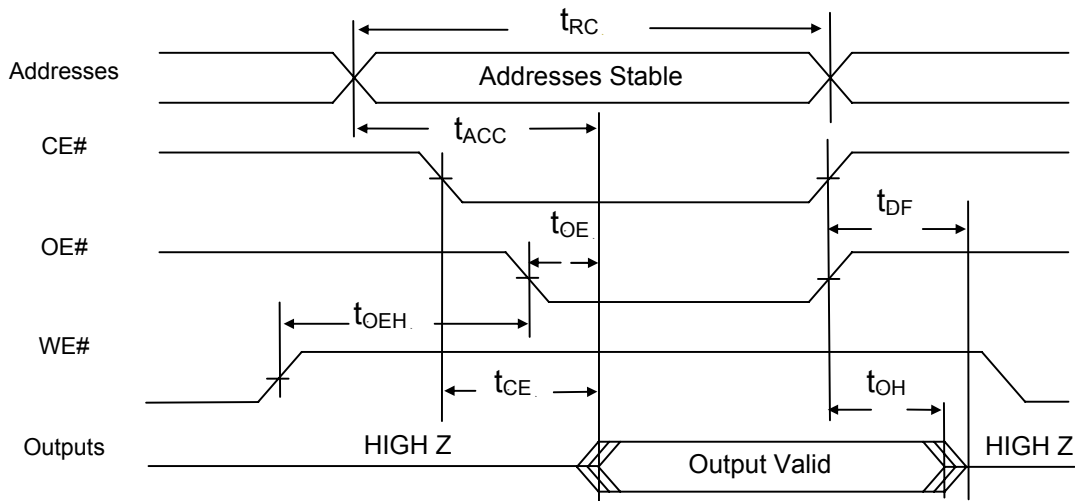 tRC
Addresses
Addresses Stable
tACC
CE#
tDF
tOE
OE#
tOEH
WE#
tCE
tOH
HIGH Z
HIGH Z
Outputs
Output Valid